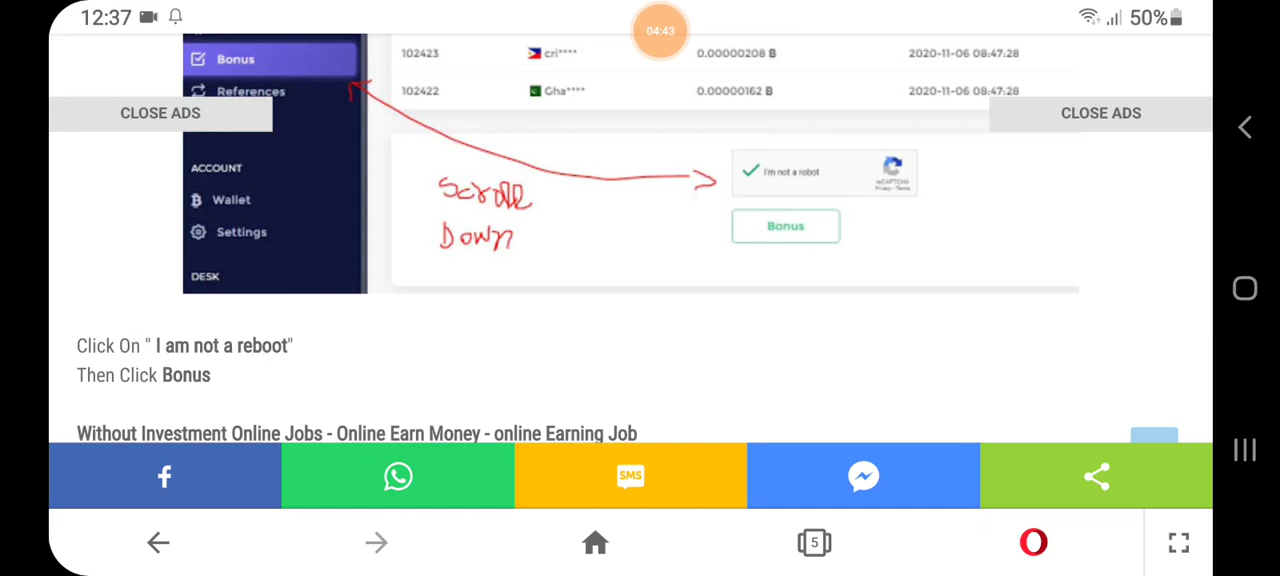 12:37
04:43
50%
Bonus
102423
cri****
0.00000208 B
2020-11-06 08:47:28
References
102422
Gha****
0.00000162 B
2020-11-06 08:47:28
CLOSE ADS
CLOSE ADS
ACCOUNT
Wallet
Settings
DESK
Scroll
Down
I'm not a robot
reCAPTCHA
Privacy - Terms
Bonus
Click On " I am not a reboot"
Then Click Bonus
Without Investment Online Jobs - Online Earn Money - online Earning Job
SMS
5